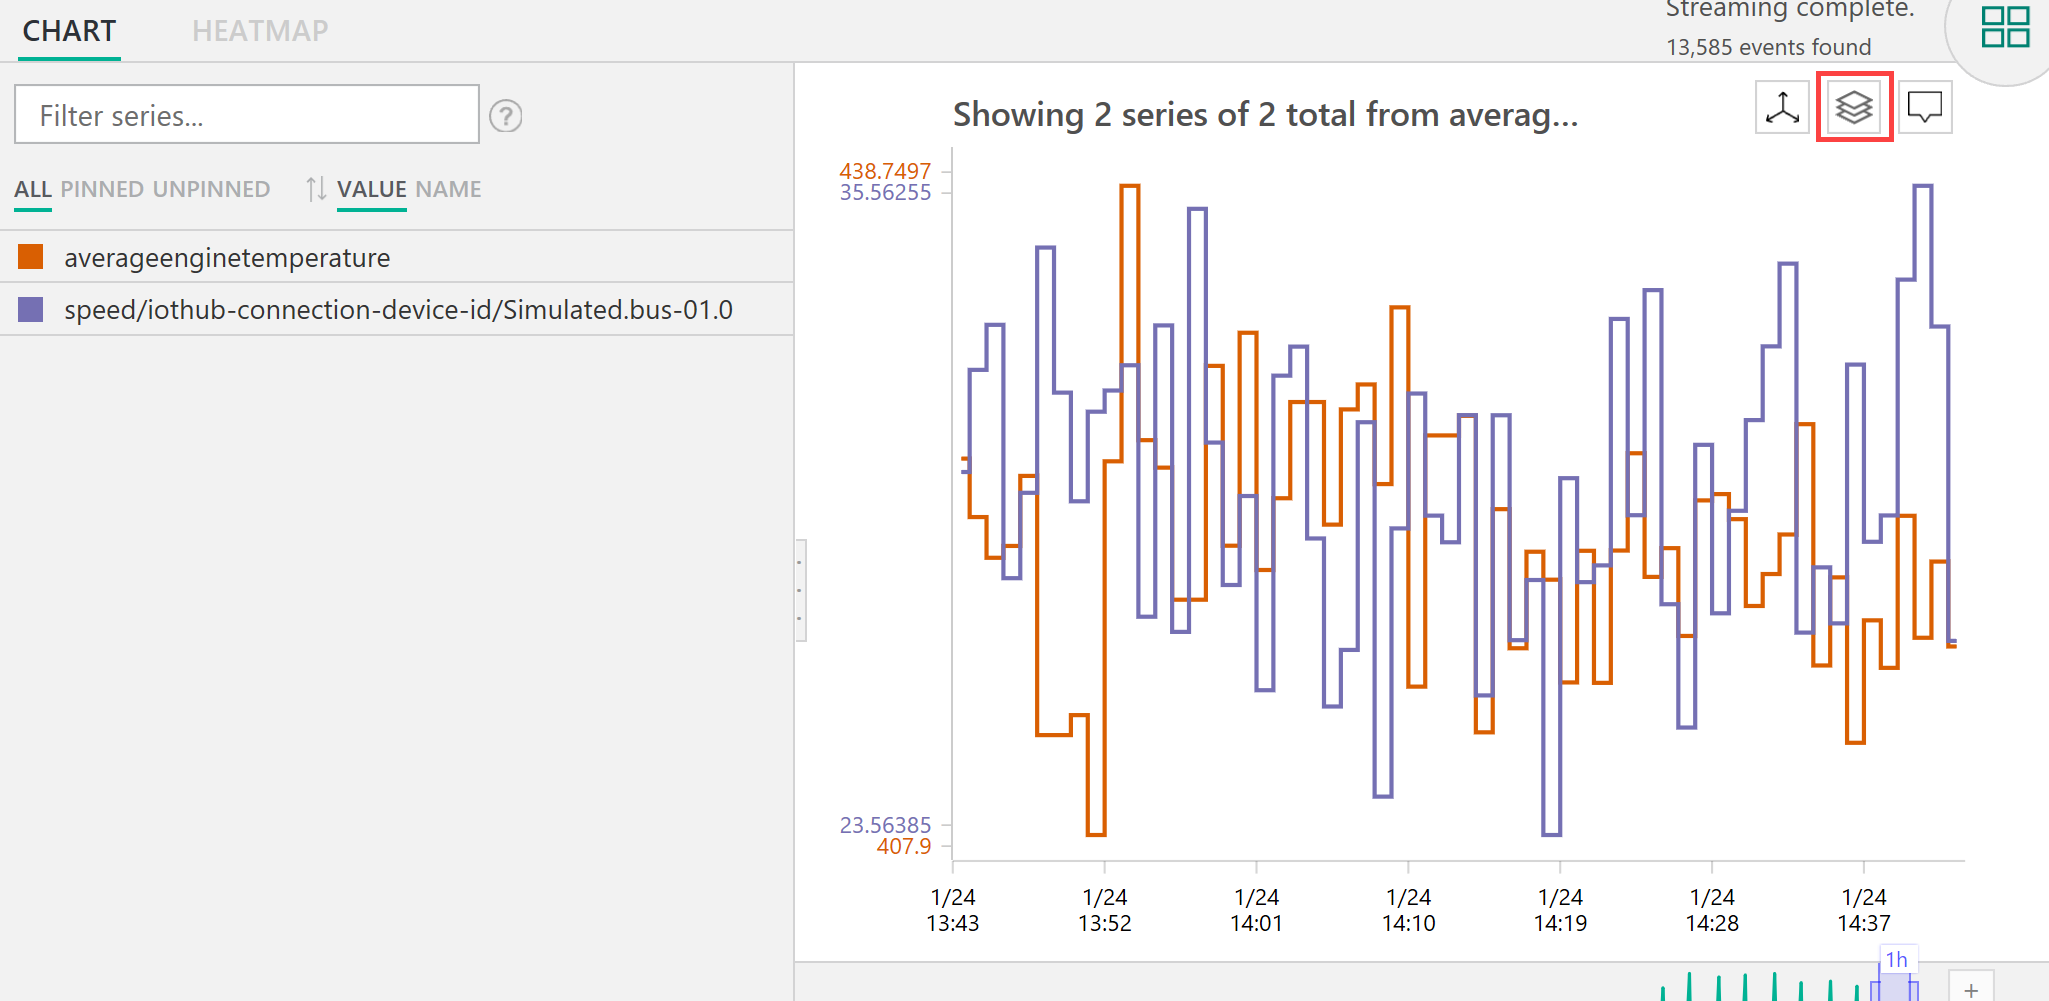 CHART HEATMAP
Streaming complete.
13,585 events found
Filter series...
?
ALL PINNED UNPINNED VALUE NAME
averageenginetemperature
speed/iothub-connection-device-id/Simulated.bus-01.0
Showing 2 series of 2 total from averag...
438.7497
35.56255
23.56385
407.9
1/24 1/24 1/24 1/24 1/24 1/24 1/24
13:43 13:52 14:01 14:10 14:19 14:28 14:37
1h
+